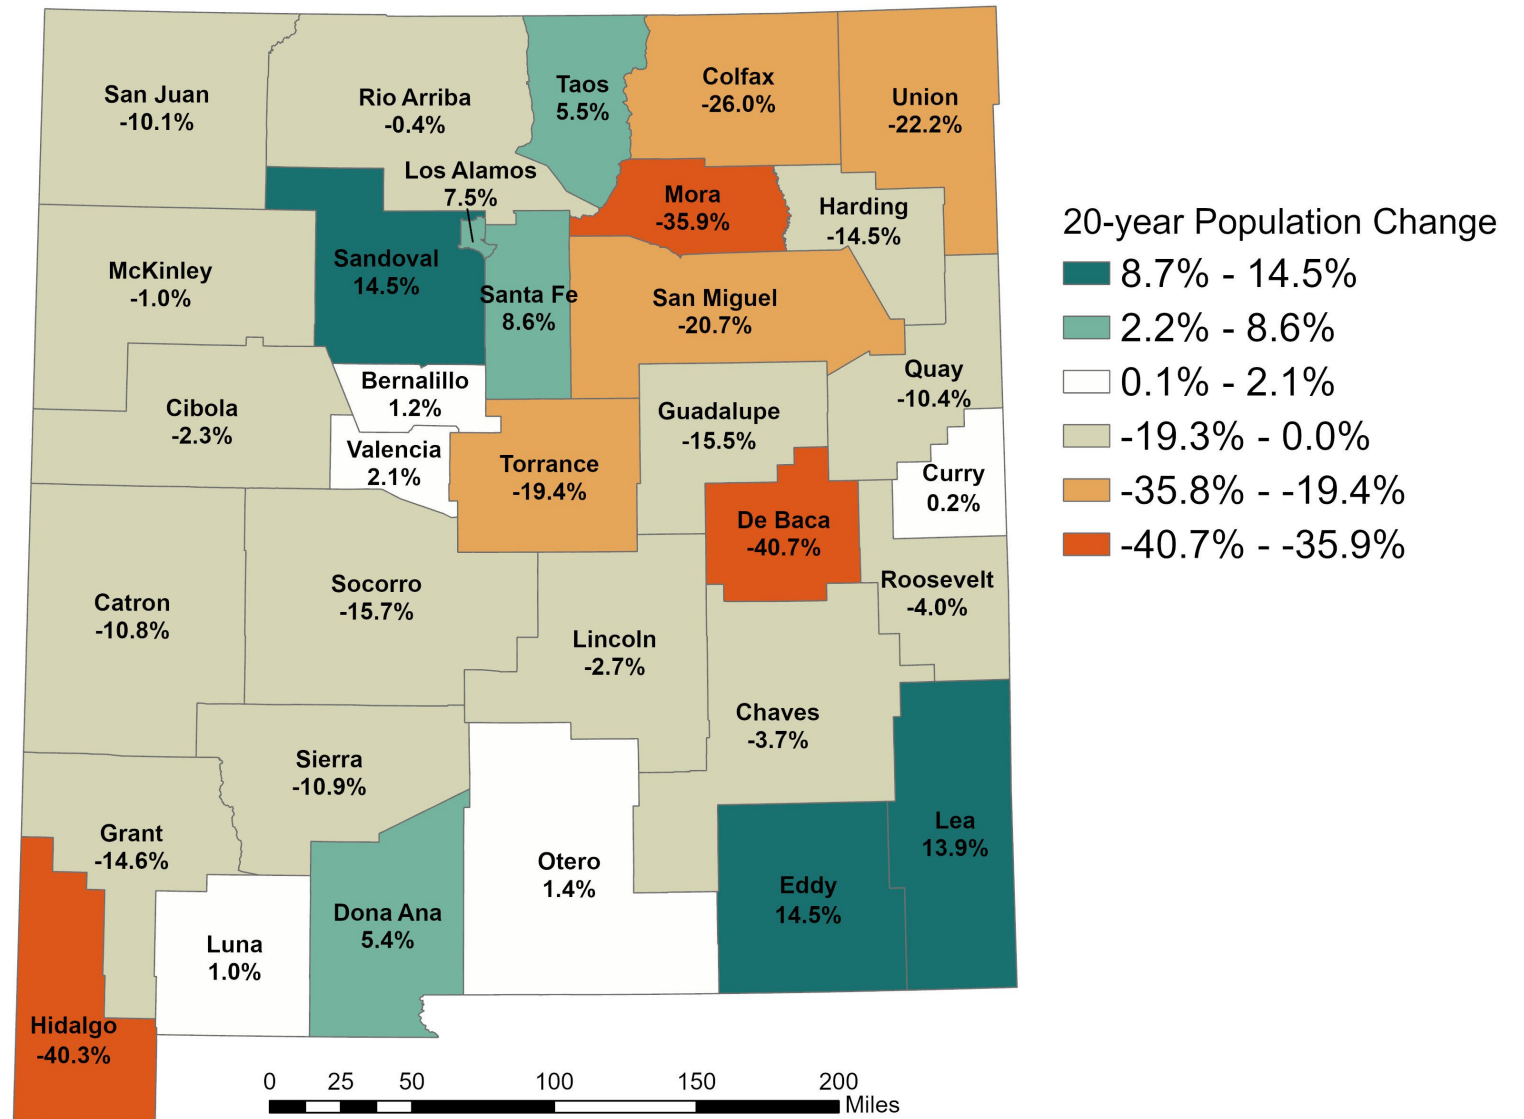 San Juan
-10.1%
Rio Arriba
-0.4%
Taos
5.5%
Colfax
-26.0%
Union
-22.2%
Los Alamos
7.5%
Mora
-35.9%
Harding
-14.5%
McKinley
-1.0%
Sandoval
14.5%
Santa Fe
8.6%
San Miguel
-20.7%
Quay
-10.4%
Bernalillo
1.2%
Cibola
-2.3%
Guadalupe
-15.5%
Valencia
2.1%
Torrance
-19.4%
Curry
0.2%
De Baca
-40.7%
Roosevelt
-4.0%
Catron
-10.8%
Socorro
-15.7%
Lincoln
-2.7%
Chaves
-3.7%
Sierra
-10.9%
Grant
-14.6%
Otero
1.4%
Lea
13.9%
Eddy
14.5%
Dona Ana
5.4%
Luna
1.0%
Hidalgo
-40.3%
20-year Population Change
8.7% - 14.5%
2.2% - 8.6%
0.1% - 2.1%
-19.3% - 0.0%
-35.8% - -19.4%
-40.7% - -35.9%
0 25 50 100 150 200
Miles